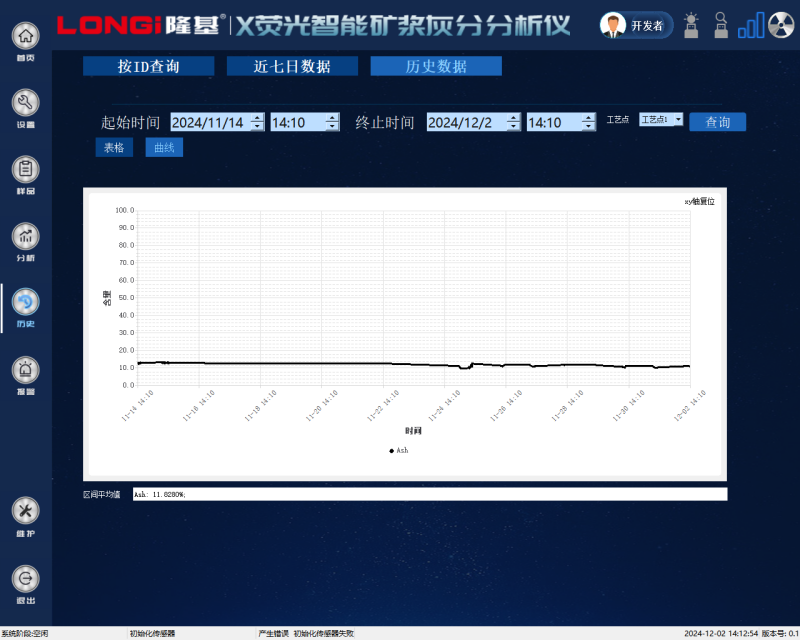 LONGi隆基® X荧光智能矿浆灰分分析仪 开发者
首页
设置
样品
分析
历史
报警
维护
退出
按ID查询 近七日数据 历史数据
起始时间 2024/11/14 14:10 终止时间 2024/12/2 14:10 工艺点 工艺点1 查询
表格 曲线
xy轴复位
100.0
90.0
80.0
70.0
60.0
50.0
40.0
30.0
20.0
10.0
0.0
含量
11-14 14:10 11-16 14:10 11-18 14:10 11-20 14:10 11-22 14:10 11-24 14:10 11-26 14:10 11-28 14:10 11-30 14:10 12-02 14:10
时间
Ash
区间平均值 Ash: 11.8280%;
系统阶段:空闲 初始化传感器 产生错误 初始化传感器失败 2024-12-02 14:12:54 版本号: 0.1